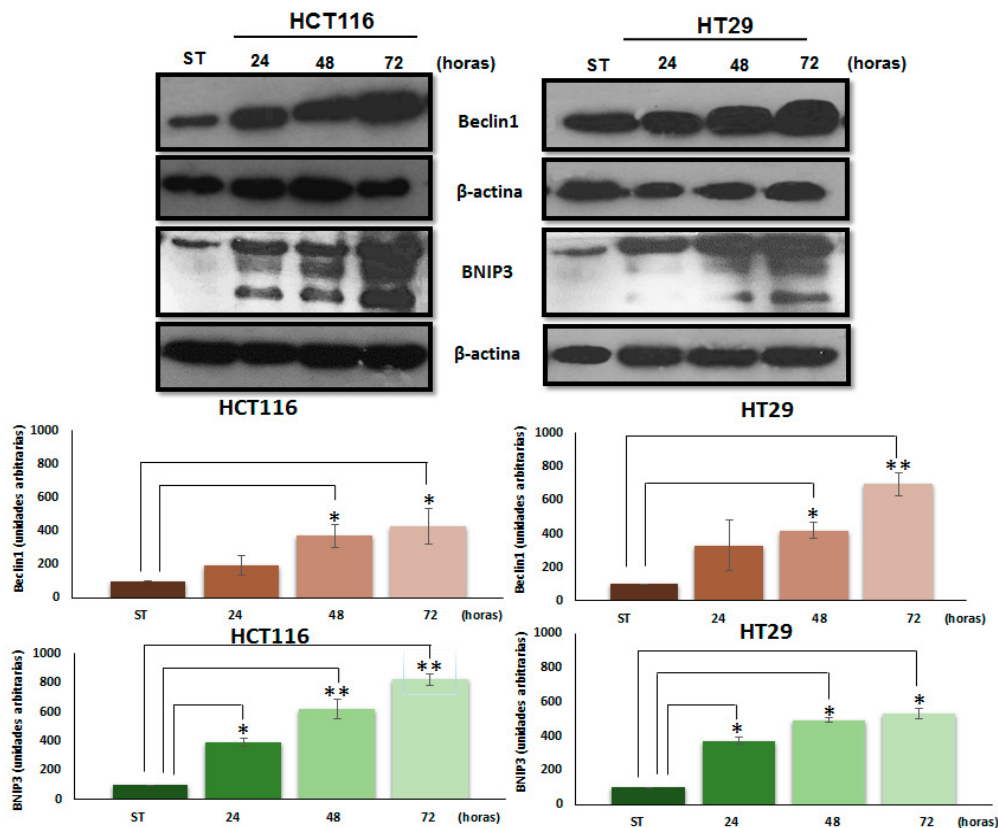 HCT116
ST 24 48 72 (horas)
HT29
ST 24 48 72 (horas)
Beclin1
β-actina
BNIP3
β-actina
HCT116
Beclin1 (unidades arbitrarias)
1000
800
600
400
200
0
* *
ST 24 48 72 (horas)
HT29
Beclin1 (unidades arbitrarias)
1000
800
600
400
200
0
* **
ST 24 48 72 (horas)
HCT116
BNIP3 (unidades arbitrarias)
1000
800
600
400
200
0
* ** **
ST 24 48 72 (horas)
HT29
BNIP3 (unidades arbitrarias)
1000
800
600
400
200
0
* * *
ST 24 48 72 (horas)